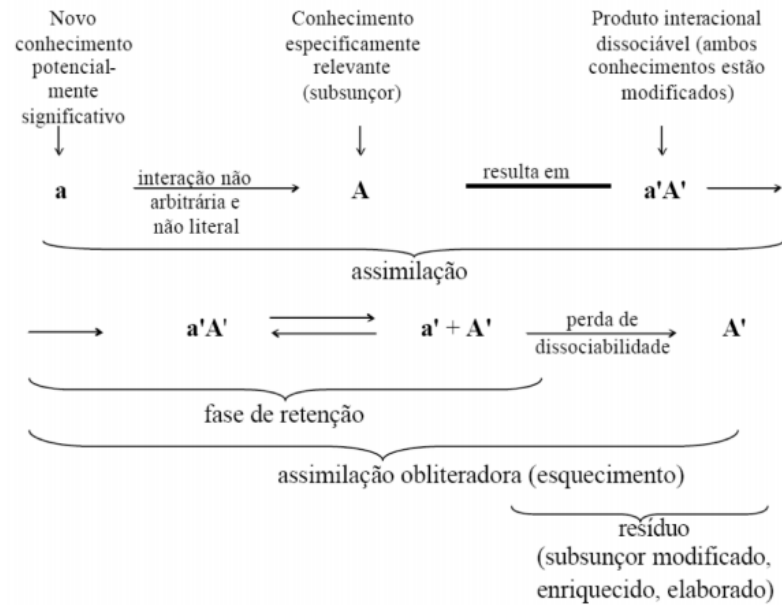 Novo
conhecimento
potencial-
mente
significativo
Conhecimento
especificamente
relevante
(subsunçor)
Produto interacional
dissociável (ambos
conhecimentos estão
modificados)
a
interação não
arbitrária e
não literal
A
resulta em
a'A'
assimilação
a'A'
a' + A'
perda de
dissociabilidade
A'
fase de retenção
assimilação obliteradora (esquecimento)
resíduo
(subsunçor modificado,
enriquecido, elaborado)